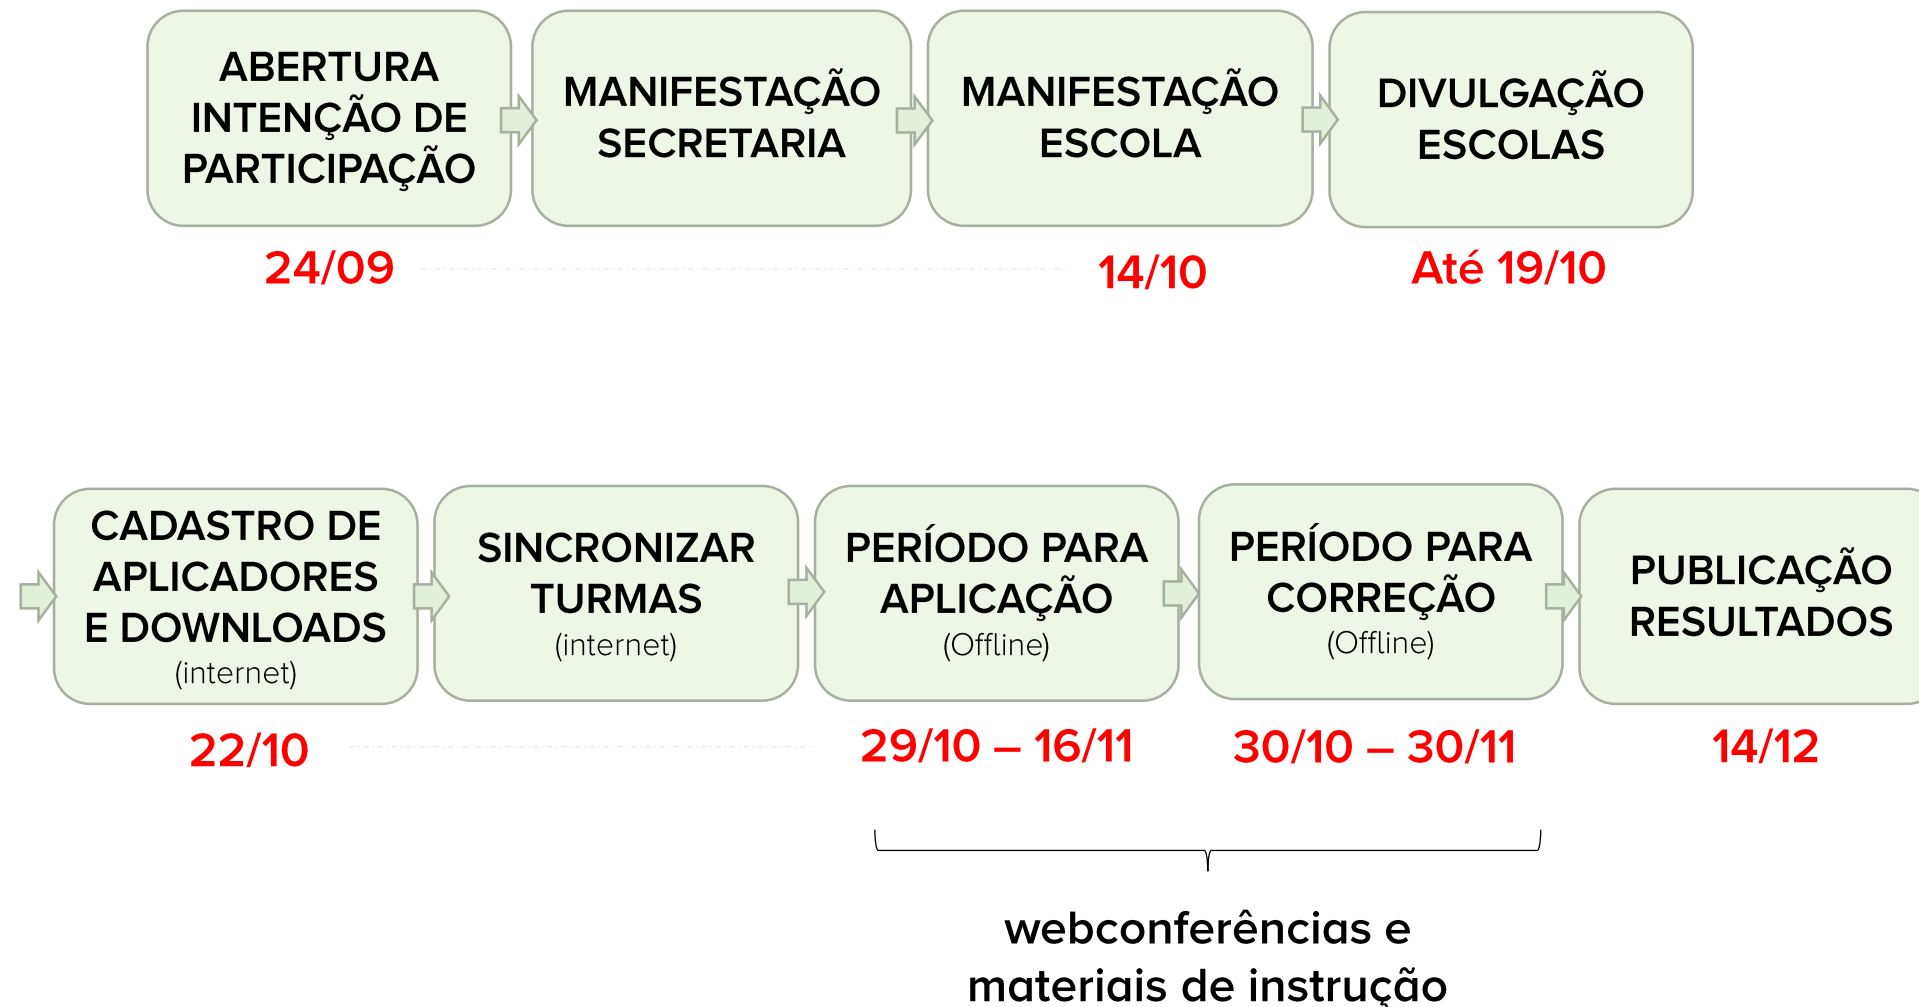 ABERTURA
INTENÇÃO DE
PARTICIPAÇÃO
MANIFESTAÇÃO
SECRETARIA
MANIFESTAÇÃO
ESCOLA
DIVULGAÇÃO
ESCOLAS
24/09
14/10
Até 19/10
CADASTRO DE
APLICADORES
E DOWNLOADS
(internet)
SINCRONIZAR
TURMAS
(internet)
PERÍODO PARA
APLICAÇÃO
(Offline)
PERÍODO PARA
CORREÇÃO
(Offline)
PUBLICAÇÃO
RESULTADOS
22/10
29/10 – 16/11
30/10 – 30/11
14/12
webconferências e
materiais de instrução